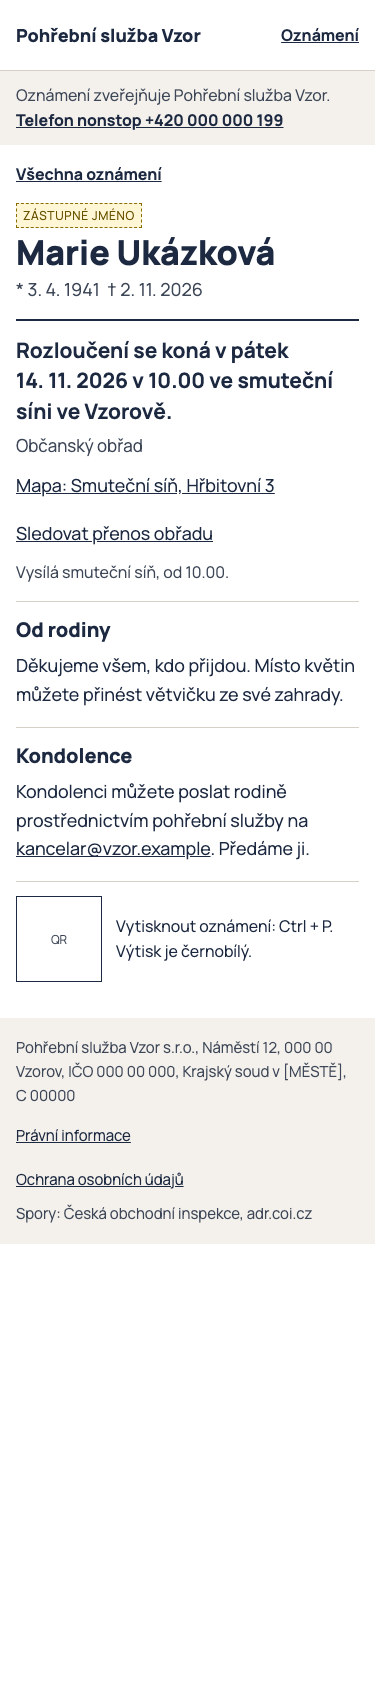 Pohřební služba Vzor
Oznámení
Oznámení zveřejňuje Pohřební služba Vzor.
Telefon nonstop +420 000 000 199
Všechna oznámení
ZÁSTUPNÉ JMÉNO
Marie Ukázková
* 3. 4. 1941 † 2. 11. 2026
Rozloučení se koná v pátek
14. 11. 2026 v 10.00 ve smuteční
síni ve Vzorově.
Občanský obřad
Mapa: Smuteční síň, Hřbitovní 3
Sledovat přenos obřadu
Vysílá smuteční síň, od 10.00.
Od rodiny
Děkujeme všem, kdo přijdou. Místo květin
můžete přinést větvičku ze své zahrady.
Kondolence
Kondolenci můžete poslat rodině
prostřednictvím pohřební služby na
kancelar@vzor.example. Předáme ji.
QR
Vytisknout oznámení: Ctrl + P.
Výtisk je černobílý.
Pohřební služba Vzor s.r.o., Náměstí 12, 000 00
Vzorov, IČO 000 00 000, Krajský soud v [MĚSTĚ],
C 00000
Právní informace
Ochrana osobních údajů
Spory: Česká obchodní inspekce, adr.coi.cz